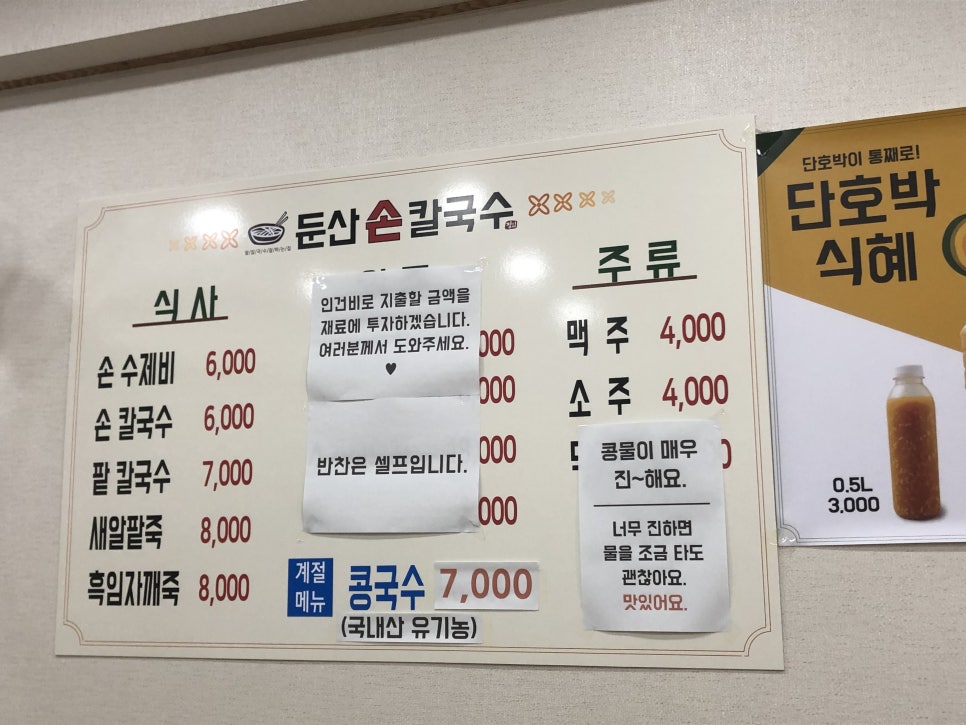 둔산 손칼국수
식사
손 수제비 6,000
손 칼국수 6,000
팥 칼국수 7,000
새알팥죽 8,000
흑임자깨죽 8,000
인건비로 지출할 금액을
재료에 투자하겠습니다.
여러분께서 도와주세요.
♥
반찬은 셀프입니다.
000
000
000
000
계절
메뉴
콩국수 7,000
(국내산 유기농)
주류
맥주 4,000
소주 4,000
콩물이 매우
진~해요.
너무 진하면
물을 조금 타도
괜찮아요.
맛있어요.
단호박이 통째로!
단호박
식혜
0.5L
3,000